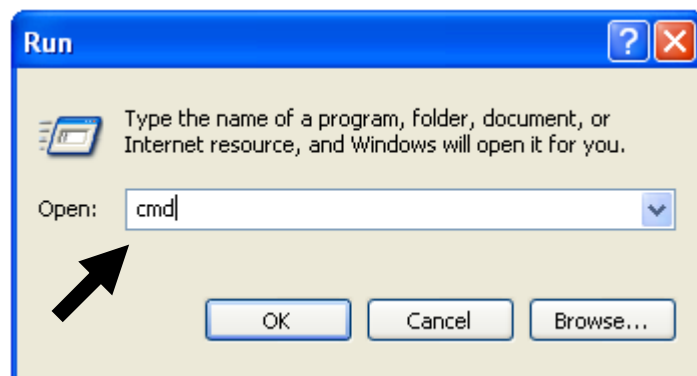 Run
Type the name of a program, folder, document, or
Internet resource, and Windows will open it for you.
Open: cmd
OK Cancel Browse...